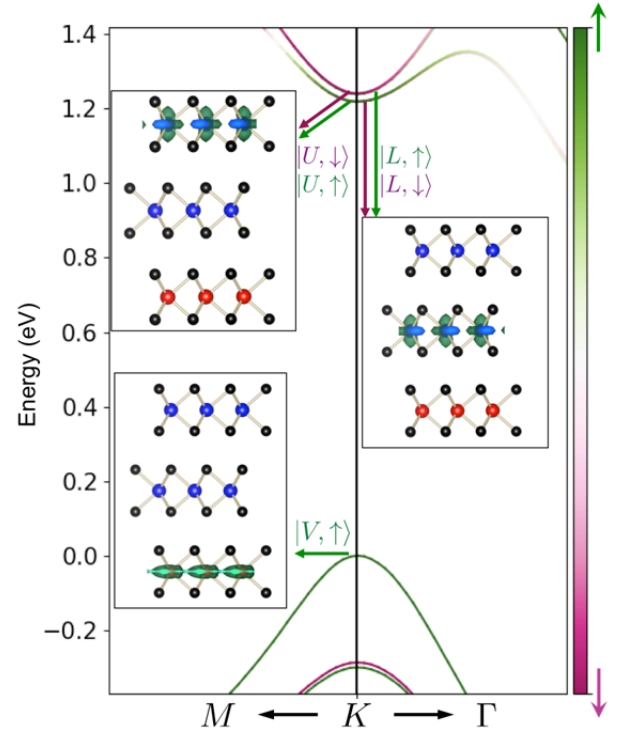 1.4
1.2
1.0
0.8
0.6
0.4
0.2
0.0
−0.2
Energy (eV)
|U, ↓⟩
|U, ↑⟩
|L, ↑⟩
|L, ↓⟩
|V, ↑⟩
M ← K → Γ